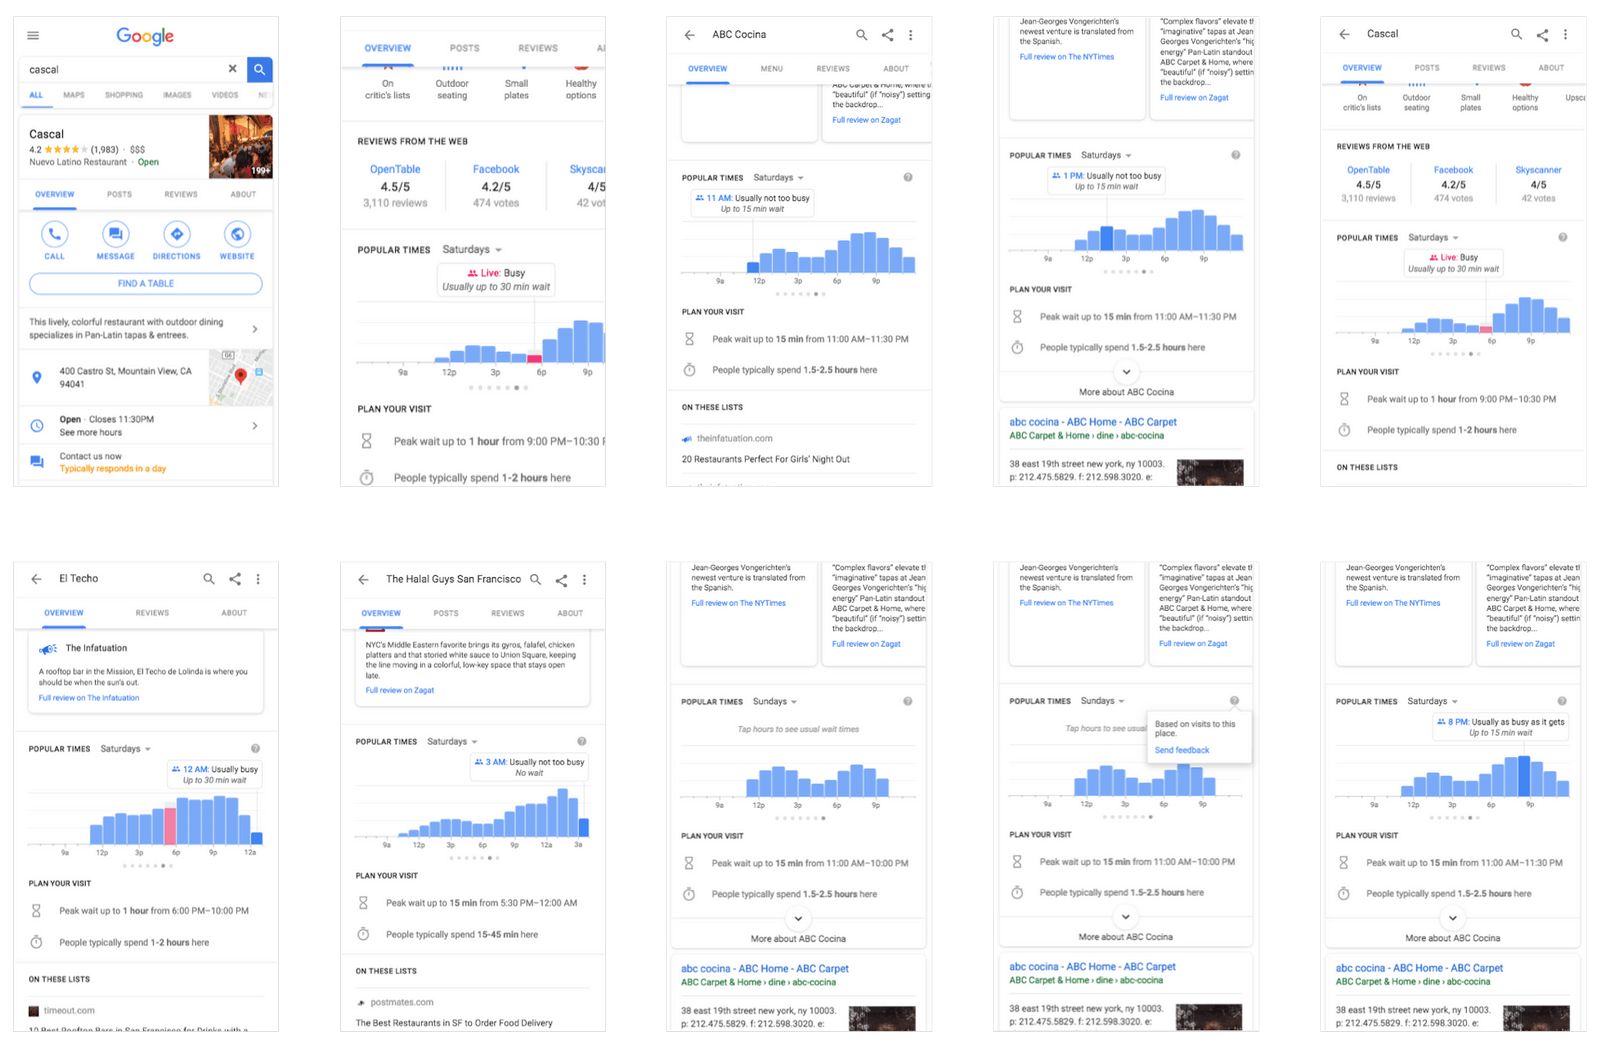 Google
cascal
ALL MAPS SHOPPING IMAGES VIDEOS
Cascal
4.2 (1,983) · $$$
Nuevo Latino Restaurant · Open
199+
OVERVIEW POSTS REVIEWS ABOUT
CALL MESSAGE DIRECTIONS WEBSITE
FIND A TABLE
This lively, colorful restaurant with outdoor dining
specializes in Pan-Latin tapas & entrees.
400 Castro St, Mountain View, CA
94041
G6
Open · Closes 11:30PM
See more hours
Contact us now
Typically responds in a day
OVERVIEW POSTS REVIEWS A
On Outdoor Small Healthy
critic's lists seating plates options
REVIEWS FROM THE WEB
OpenTable Facebook Skysca
4.5/5 4.2/5 4/5
3,110 reviews 474 votes 42 vot
POPULAR TIMES Saturdays
Live: Busy
Usually up to 30 min wait
9a 12p 3p 6p 9p
PLAN YOUR VISIT
Peak wait up to 1 hour from 9:00 PM–10:30
People typically spend 1-2 hours here
ABC Cocina
OVERVIEW MENU REVIEWS ABOUT
ABC Carpet & Home, where
"beautiful" (if "noisy") setting
the backdrop...
Full review on Zagat
POPULAR TIMES Saturdays
11 AM: Usually not too busy
Up to 15 min wait
9a 12p 3p 6p 9p
PLAN YOUR VISIT
Peak wait up to 15 min from 11:00 AM–11:30 PM
People typically spend 1.5-2.5 hours here
ON THESE LISTS
theinfatuation.com
20 Restaurants Perfect For Girls' Night Out
Jean-Georges Vongerichten's
newest venture is translated from
the Spanish.
Full review on The NYTimes
"Complex flavors" elevate t
"imaginative" tapas at Jean
Georges Vongerichten's "hig
energy" Pan-Latin standout
ABC Carpet & Home, where
"beautiful" (if "noisy") settin
the backdrop...
Full review on Zagat
POPULAR TIMES Saturdays
1 PM: Usually not too busy
Up to 15 min wait
9a 12p 3p 6p 9p
PLAN YOUR VISIT
Peak wait up to 15 min from 11:00 AM–11:30 PM
People typically spend 1.5-2.5 hours here
More about ABC Cocina
abc cocina - ABC Home - ABC Carpet
ABC Carpet & Home › dine › abc-cocina
38 east 19th street new york, ny 10003.
p: 212.475.5829. f: 212.598.3020. e:
Cascal
OVERVIEW POSTS REVIEWS ABOUT
On Outdoor Small Healthy Upsca
critic's lists seating plates options
REVIEWS FROM THE WEB
OpenTable Facebook Skyscanner
4.5/5 4.2/5 4/5
3,110 reviews 474 votes 42 votes
POPULAR TIMES Saturdays
Live: Busy
Usually up to 30 min wait
9a 12p 3p 6p 9p
PLAN YOUR VISIT
Peak wait up to 1 hour from 9:00 PM–10:30 PM
People typically spend 1-2 hours here
ON THESE LISTS
El Techo
OVERVIEW REVIEWS ABOUT
The Infatuation
A rooftop bar in the Mission, El Techo de Lolinda is where you
should be when the sun's out.
Full review on The Infatuation
POPULAR TIMES Saturdays
12 AM: Usually busy
Up to 30 min wait
9a 12p 3p 6p 9p 12a
PLAN YOUR VISIT
Peak wait up to 1 hour from 6:00 PM–10:00 PM
People typically spend 1-2 hours here
ON THESE LISTS
timeout.com
10 Best Rooftop Bars in San Francisco for Drinks with a
The Halal Guys San Francisco
OVERVIEW POSTS REVIEWS ABOUT
NYC's Middle Eastern favorite brings its gyros, falafel, chicken
platters and that storied white sauce to Union Square, keeping
the line moving in a colorful, low-key space that stays open
late.
Full review on Zagat
POPULAR TIMES Saturdays
3 AM: Usually not too busy
No wait
9a 12p 3p 6p 9p 12a 3a
PLAN YOUR VISIT
Peak wait up to 15 min from 5:30 PM–12:00 AM
People typically spend 15-45 min here
ON THESE LISTS
postmates.com
The Best Restaurants in SF to Order Food Delivery
Jean-Georges Vongerichten's
newest venture is translated from
the Spanish.
Full review on The NYTimes
"Complex flavors" elevate t
"imaginative" tapas at Jean
Georges Vongerichten's "hig
energy" Pan-Latin standout
ABC Carpet & Home, where
"beautiful" (if "noisy") settin
the backdrop...
Full review on Zagat
POPULAR TIMES Sundays
Tap hours to see usual wait times
9a 12p 3p 6p 9p
PLAN YOUR VISIT
Peak wait up to 15 min from 11:00 AM–10:00 PM
People typically spend 1.5-2.5 hours here
More about ABC Cocina
abc cocina - ABC Home - ABC Carpet
ABC Carpet & Home › dine › abc-cocina
38 east 19th street new york, ny 10003.
p: 212.475.5829. f: 212.598.3020. e:
Jean-Georges Vongerichten's
newest venture is translated from
the Spanish.
Full review on The NYTimes
"Complex flavors" elevate t
"imaginative" tapas at Jean
Georges Vongerichten's "hig
energy" Pan-Latin standout
ABC Carpet & Home, where
"beautiful" (if "noisy") settin
the backdrop...
Full review on Zagat
POPULAR TIMES Sundays
Based on visits to this
place.
Send feedback
Tap hours to see usual
9a 12p 3p 6p 9p
PLAN YOUR VISIT
Peak wait up to 15 min from 11:00 AM–10:00 PM
People typically spend 1.5-2.5 hours here
More about ABC Cocina
abc cocina - ABC Home - ABC Carpet
ABC Carpet & Home › dine › abc-cocina
38 east 19th street new york, ny 10003.
p: 212.475.5829. f: 212.598.3020. e:
Jean-Georges Vongerichten's
newest venture is translated from
the Spanish.
Full review on The NYTimes
"Complex flavors" elevate t
"imaginative" tapas at Jean
Georges Vongerichten's "hig
energy" Pan-Latin standout
ABC Carpet & Home, where
"beautiful" (if "noisy") settin
the backdrop...
Full review on Zagat
POPULAR TIMES Saturdays
8 PM: Usually as busy as it gets
Up to 15 min wait
9a 12p 3p 6p 9p
PLAN YOUR VISIT
Peak wait up to 15 min from 11:00 AM–11:30 PM
People typically spend 1.5-2.5 hours here
More about ABC Cocina
abc cocina - ABC Home - ABC Carpet
ABC Carpet & Home › dine › abc-cocina
38 east 19th street new york, ny 10003.
p: 212.475.5829. f: 212.598.3020. e: